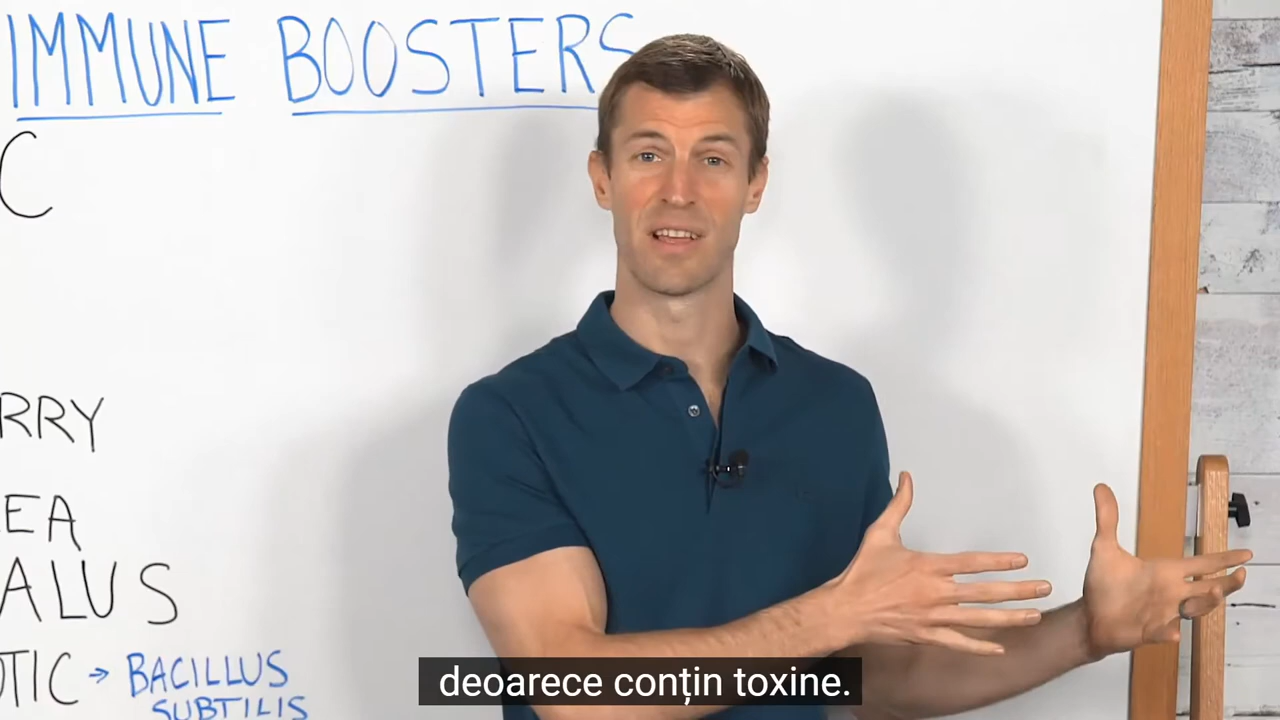 IMMUNE BOOSTERS
C
RRY
EA
ALUS
OTIC → BACILLUS
SUBTILIS
deoarece conțin toxine.